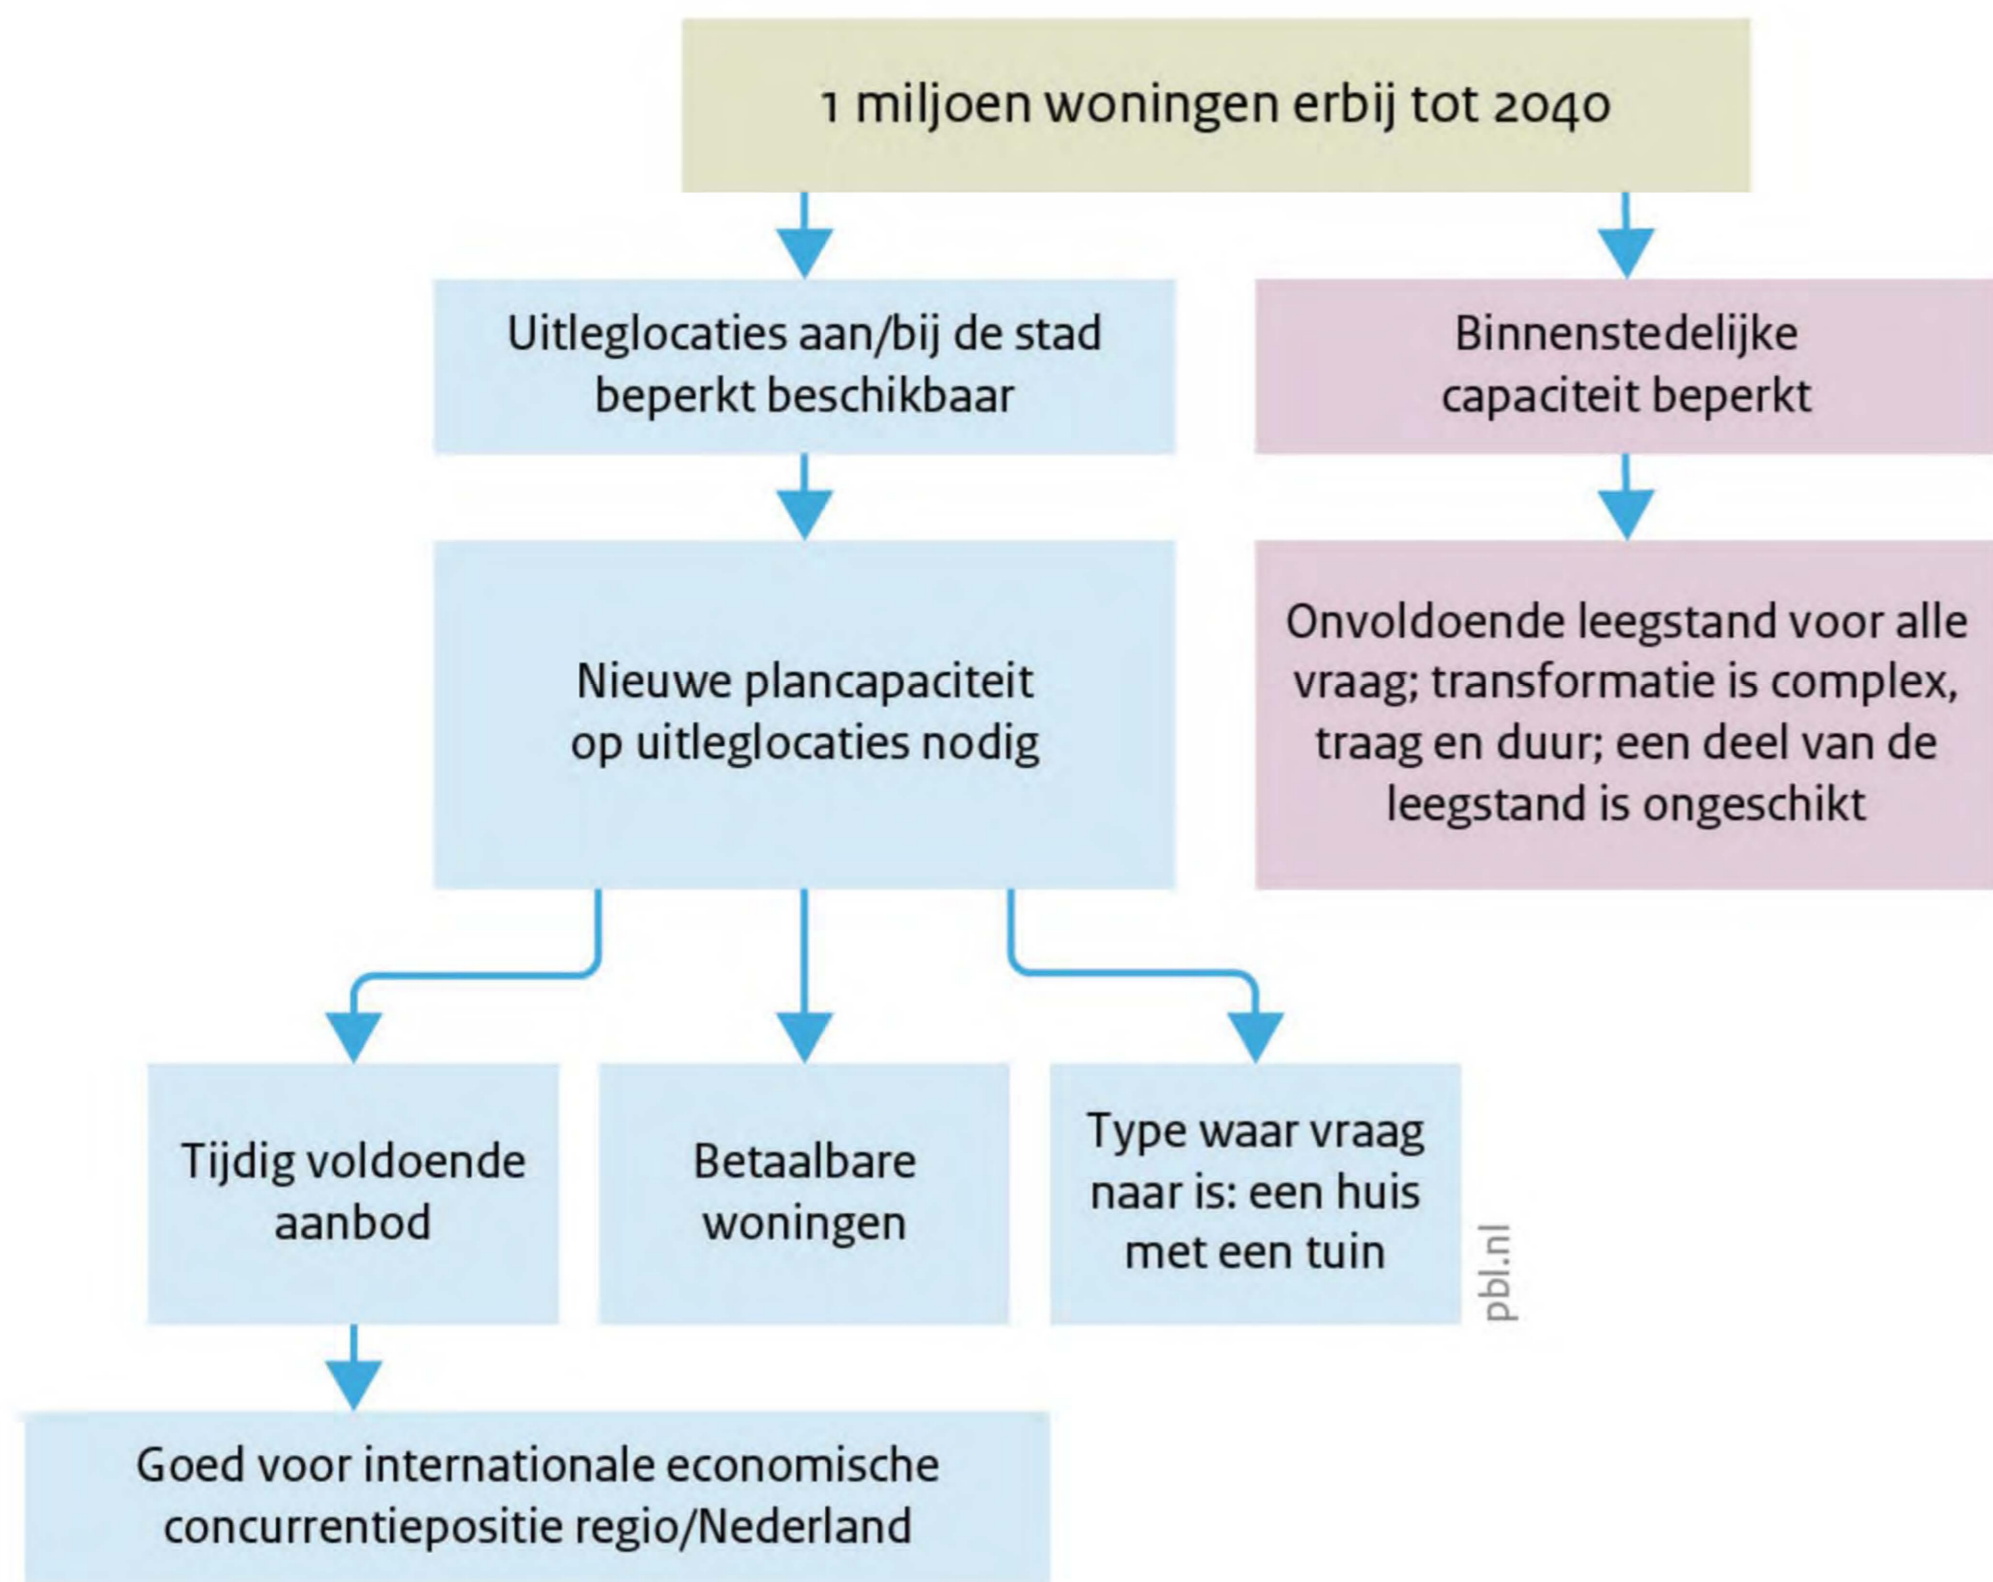 1 miljoen woningen erbij tot 2040
Uitleglocaties aan/bij de stad
beperkt beschikbaar
Binnenstedelijke
capaciteit beperkt
Nieuwe plancapaciteit
op uitleglocaties nodig
Onvoldoende leegstand voor alle
vraag; transformatie is complex,
traag en duur; een deel van de
leegstand is ongeschikt
Tijdig voldoende
aanbod
Betaalbare
woningen
Type waar vraag
naar is: een huis
met een tuin
pbl.nl
Goed voor internationale economische
concurrentiepositie regio/Nederland